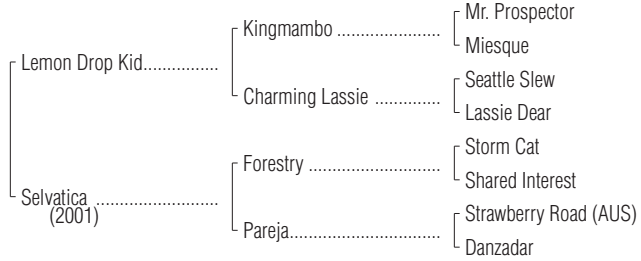 Mr. Prospector
Kingmambo ......................
Miesque
Lemon Drop Kid................
Seattle Slew
Charming Lassie ..............
Lassie Dear
Storm Cat
Forestry ............................
Shared Interest
Selvatica ..........................
(2001)
Strawberry Road (AUS)
Pareja................................
Danzadar